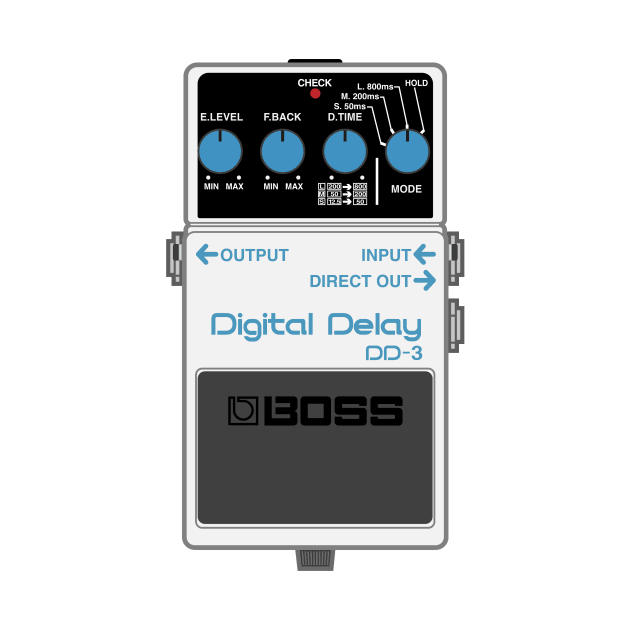 CHECK
HOLD
L. 800ms
M. 200ms
S. 50ms
E.LEVEL F.BACK D.TIME
MIN MAX MIN MAX
MODE
L 200 800
M 50 200
S 12.5 50
OUTPUT INPUT
DIRECT OUT
Digital Delay
DD-3
BOSS